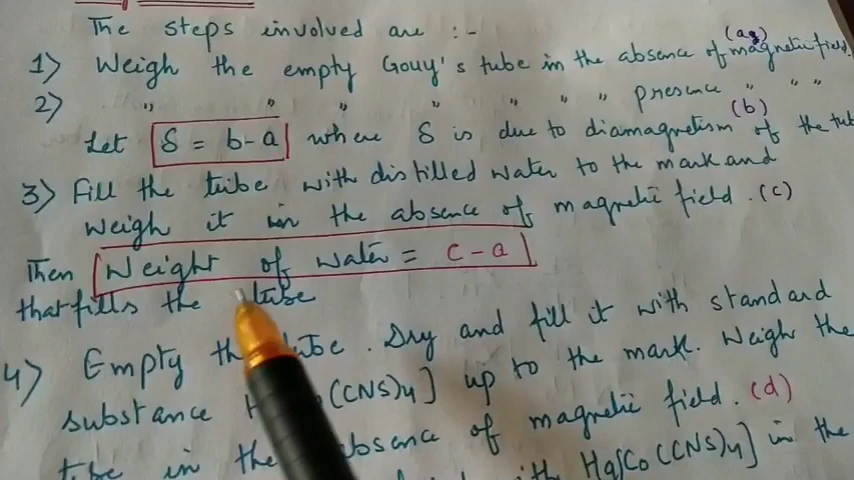 The steps involved are :-
1) Weigh the empty Gouy's tube in the absence of magnetic field. (a)
2) " " " " " " " presence " " " (b)
Let δ = b-a where δ is due to diamagnetism of the tub
3) Fill the tube with distilled water to the mark and
weigh it in the absence of magnetic field. (c)
Then Weight of water = c-a
that fills the tube
4) Empty the tube. Dry and fill it with standard
substance (CNS)4] up to the mark. Weigh the
tube in the absence of magnetic field. (d)
Hg[Co(CNS)4] in the